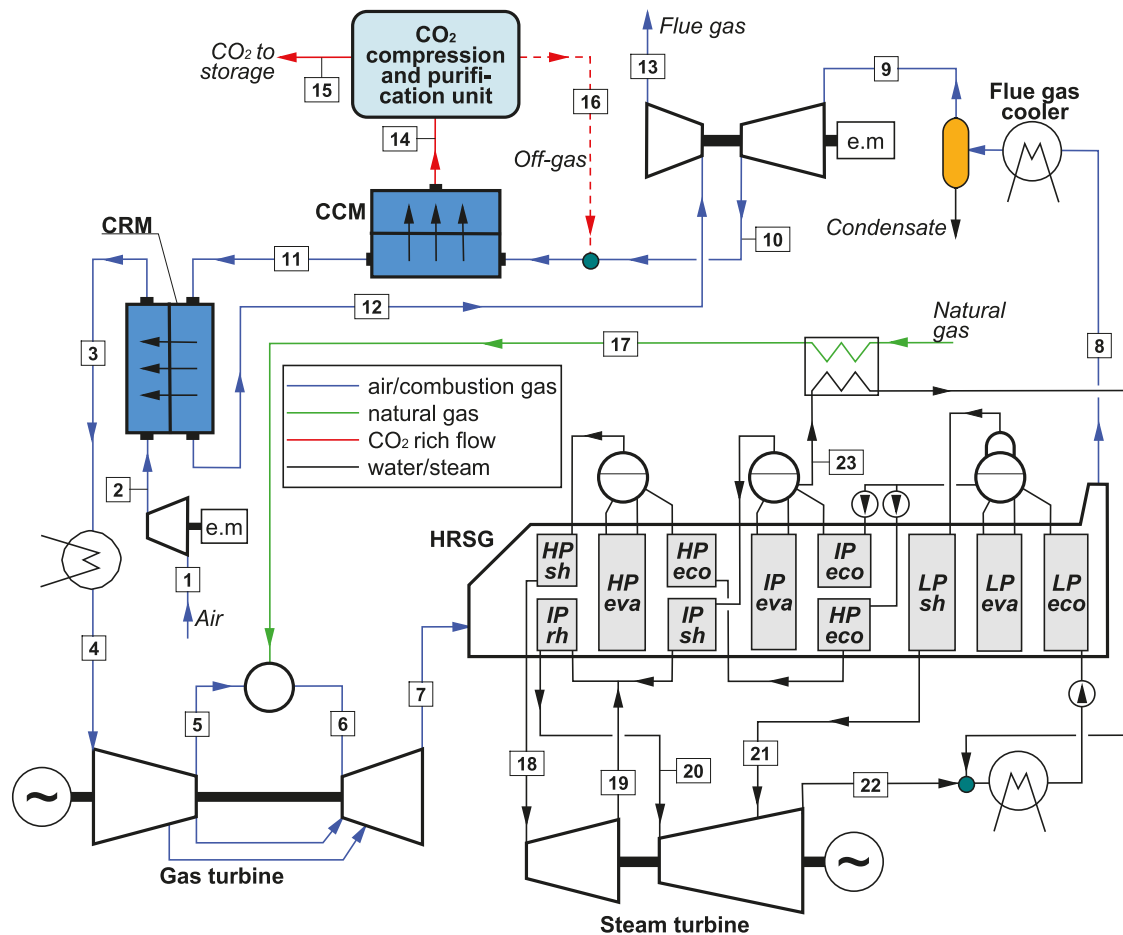 CO2
compression
and purifi-
cation unit
CO2 to
storage
15
16
14
Off-gas
Flue gas
13
9
e.m
Flue gas
cooler
Condensate
10
CCM
CRM
11
12
3
2
e.m
1
Air
4
17
Natural
gas
8
air/combustion gas
natural gas
CO2 rich flow
water/steam
23
HRSG
HP
sh
HP
eva
HP
eco
IP
rh
IP
sh
IP
eva
IP
eco
HP
eco
LP
sh
LP
eva
LP
eco
5
6
7
18
19
20
21
22
~
Gas turbine
~
Steam turbine